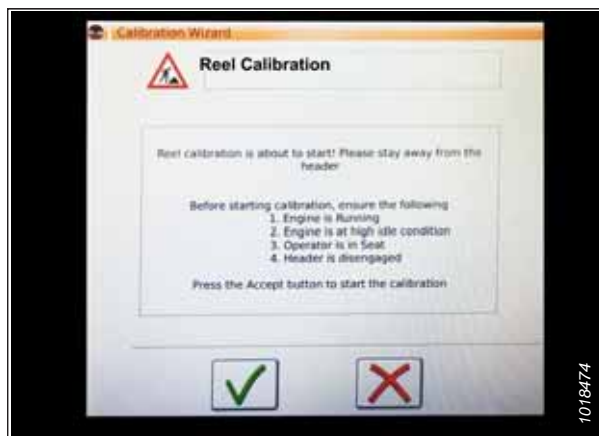 Calibration Wizard
Reel Calibration
Reel calibration is about to start! Please stay away from the
header
Before starting calibration, ensure the following
1. Engine is Running
2. Engine is at high idle condition
3. Operator is in Seat
4. Header is disengaged
Press the Accept button to start the calibration
1018474